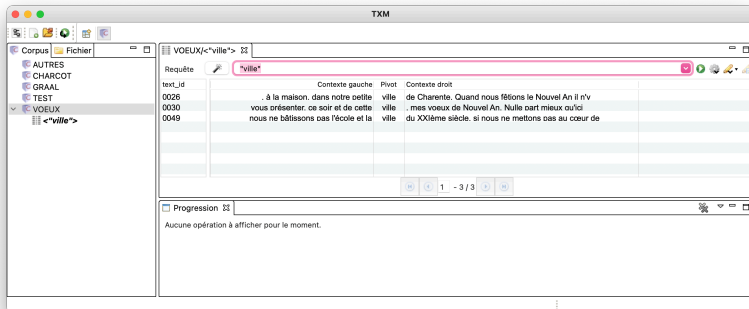 TXM
Corpus Fichier
AUTRES
CHARCOT
GRAAL
TEST
VOEUX
<"ville">
VOEUX/<"ville">
Requête "ville"
text_id Contexte gauche Pivot Contexte droit
0026 . à la maison, dans notre petite ville de Charente. Quand nous fêtions le Nouvel An il n'y
0030 vous présenter, ce soir et de cette ville , mes voeux de Nouvel An. Nulle part mieux qu'ici
0049 nous ne bâtissons pas l'école et la ville du XXIème siècle, si nous ne mettons pas au cœur de
1 - 3 / 3
Progression
Aucune opération à afficher pour le moment.